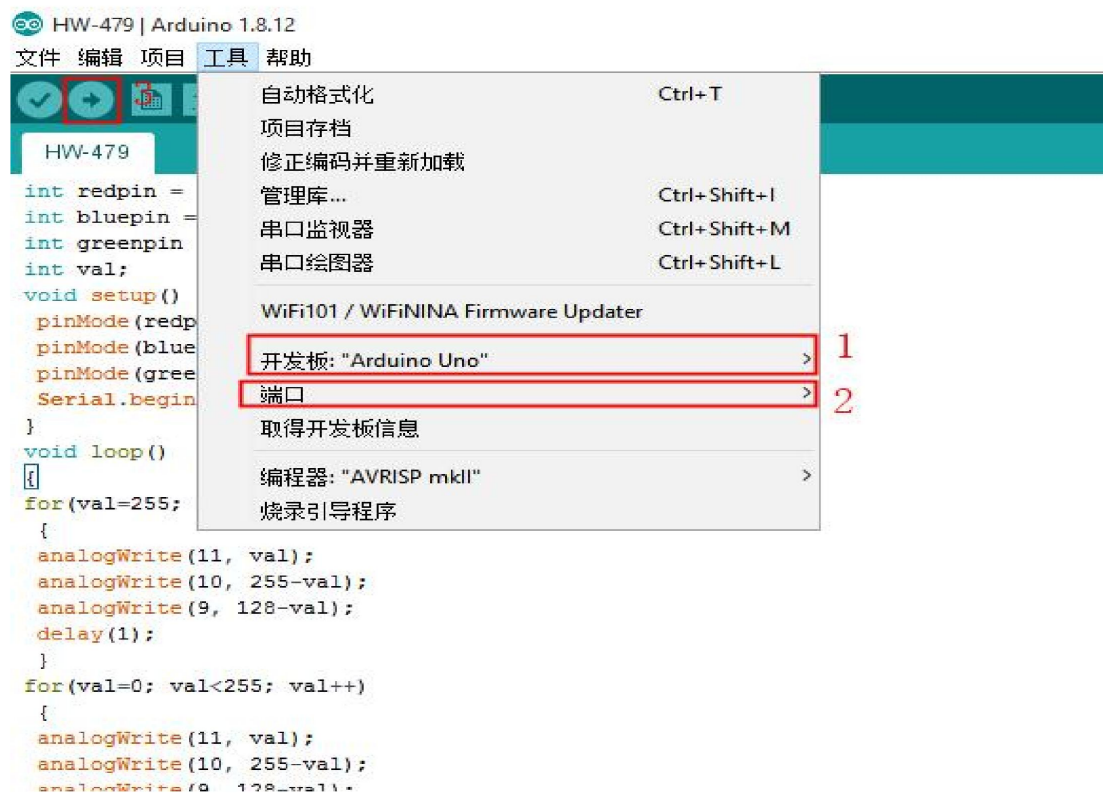 HW-479 | Arduino 1.8.12
文件 编辑 项目 工具 帮助
3
HW-479
自动格式化 Ctrl+T
项目存档
修正编码并重新加载
管理库... Ctrl+Shift+I
串口监视器 Ctrl+Shift+M
串口绘图器 Ctrl+Shift+L
WiFi101 / WiFiNINA Firmware Updater
开发板: "Arduino Uno" > 1
端口 > 2
取得开发板信息
编程器: "AVRISP mkII" >
烧录引导程序
int redpin =
int bluepin =
int greenpin
int val;
void setup()
pinMode(redp
pinMode(blue
pinMode(gree
Serial.begin
}
void loop()
{
for(val=255;
{
analogWrite(11, val);
analogWrite(10, 255-val);
analogWrite(9, 128-val);
delay(1);
}
for(val=0; val<255; val++)
{
analogWrite(11, val);
analogWrite(10, 255-val);
analogWrite(9, 128-val);